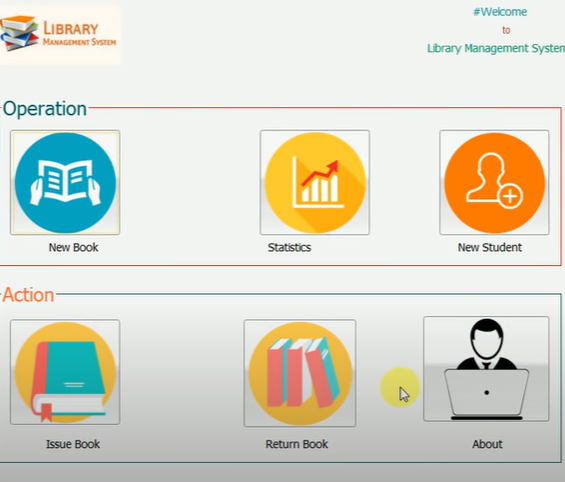 LIBRARY
MANAGEMENT SYSTEM
#Welcome
to
Library Management System
Operation
New Book
Statistics
New Student
Action
Issue Book
Return Book
About